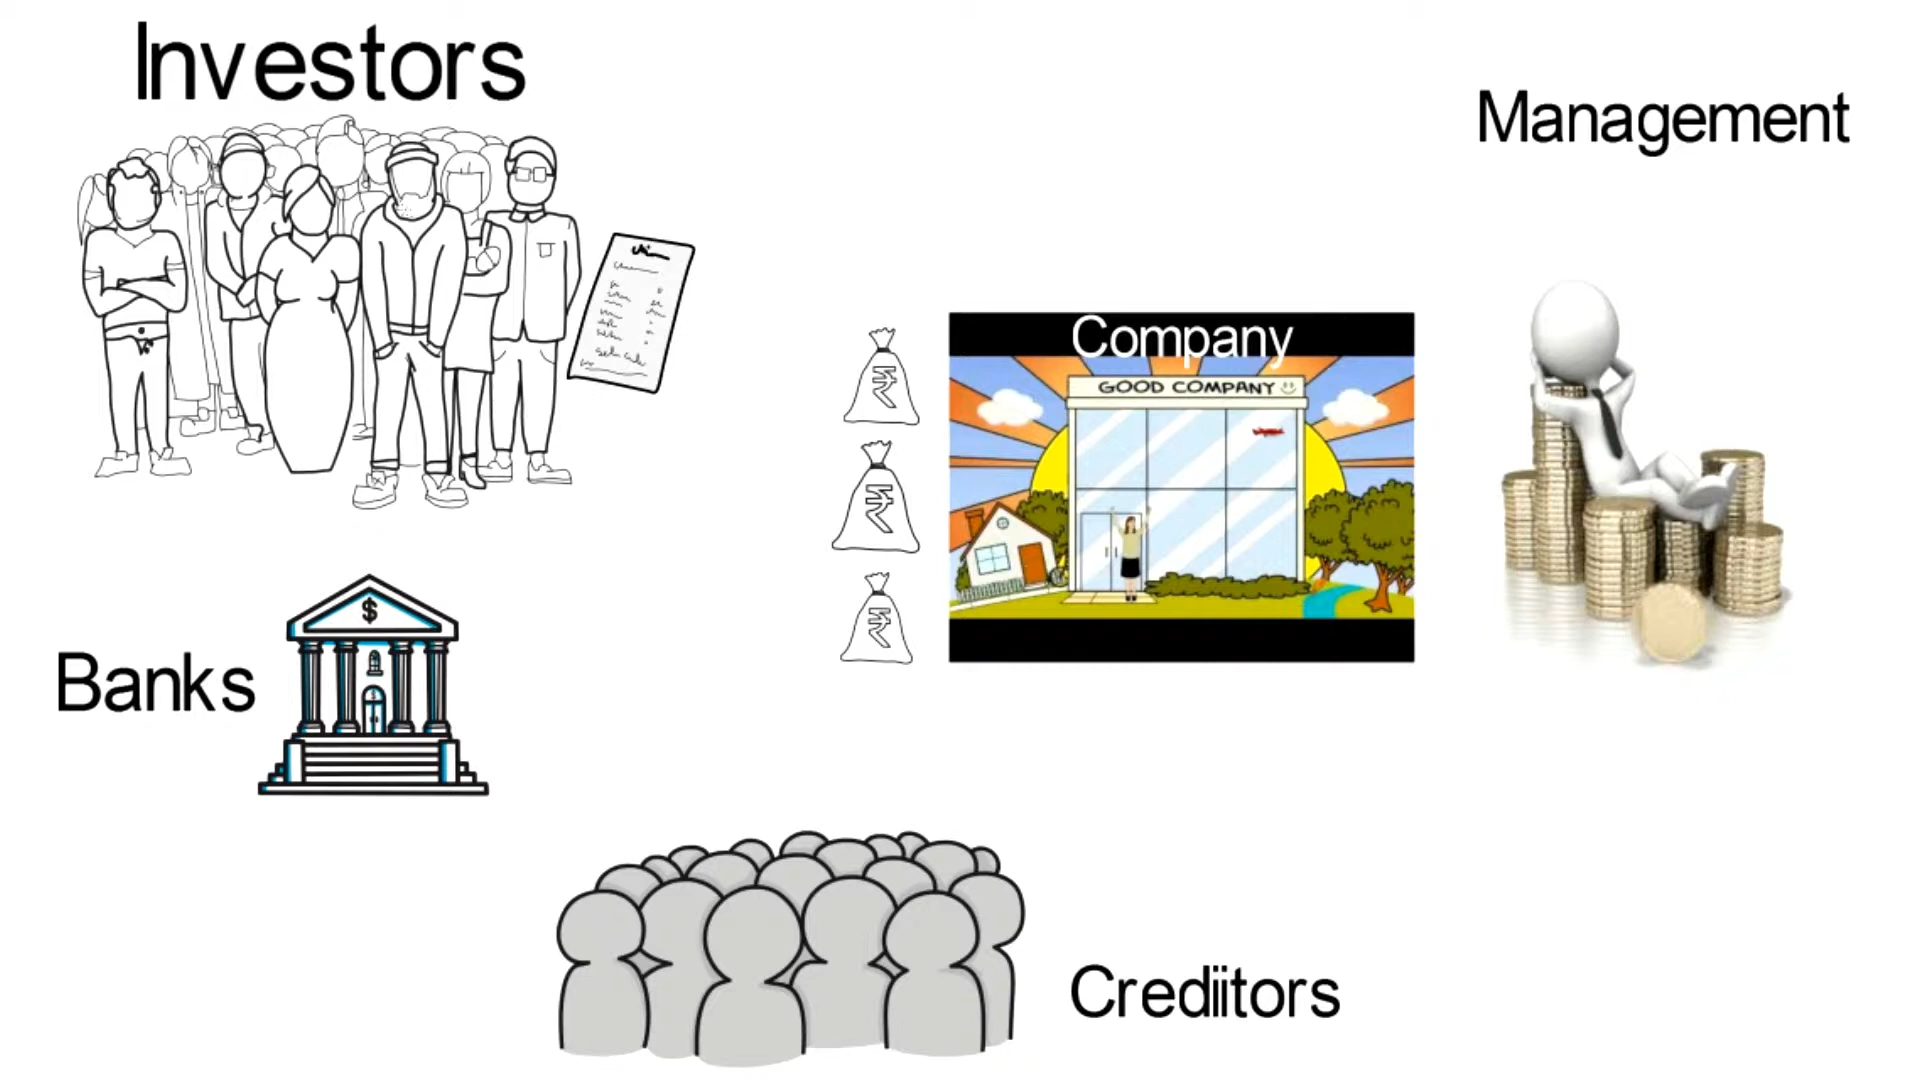 Investors
Management
Company
GOOD COMPANY
₹
₹
₹
$
Banks
Crediitors